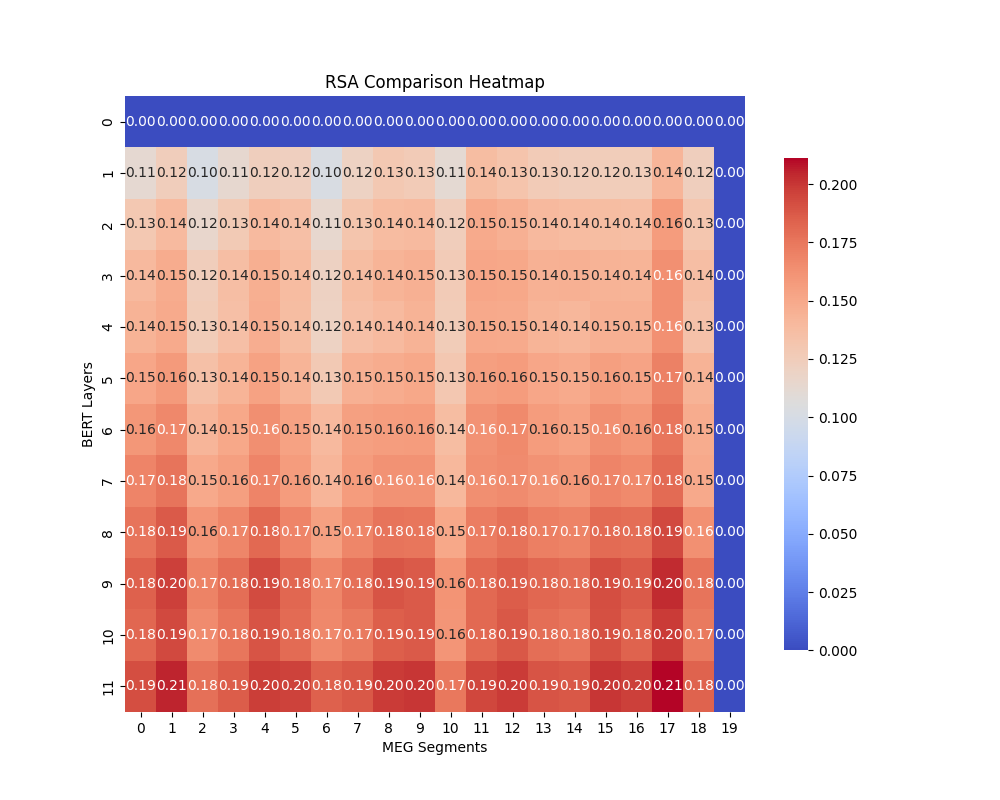 RSA Comparison Heatmap
0 0.00 0.00 0.00 0.00 0.00 0.00 0.00 0.00 0.00 0.00 0.00 0.00 0.00 0.00 0.00 0.00 0.00 0.00 0.00 0.00
1 0.11 0.12 0.10 0.11 0.12 0.12 0.10 0.12 0.13 0.13 0.11 0.14 0.13 0.13 0.12 0.12 0.13 0.14 0.12 0.00
2 0.13 0.14 0.12 0.13 0.14 0.14 0.11 0.13 0.14 0.14 0.12 0.15 0.15 0.14 0.14 0.14 0.14 0.16 0.13 0.00
3 0.14 0.15 0.12 0.14 0.15 0.14 0.12 0.14 0.14 0.15 0.13 0.15 0.15 0.14 0.15 0.14 0.14 0.16 0.14 0.00
4 0.14 0.15 0.13 0.14 0.15 0.14 0.12 0.14 0.14 0.14 0.13 0.15 0.15 0.14 0.14 0.15 0.15 0.16 0.13 0.00
5 0.15 0.16 0.13 0.14 0.15 0.14 0.13 0.15 0.15 0.15 0.13 0.16 0.16 0.15 0.15 0.16 0.15 0.17 0.14 0.00
6 0.16 0.17 0.14 0.15 0.16 0.15 0.14 0.15 0.16 0.16 0.14 0.16 0.17 0.16 0.15 0.16 0.16 0.18 0.15 0.00
7 0.17 0.18 0.15 0.16 0.17 0.16 0.14 0.16 0.16 0.16 0.14 0.16 0.17 0.16 0.16 0.17 0.17 0.18 0.15 0.00
8 0.18 0.19 0.16 0.17 0.18 0.17 0.15 0.17 0.18 0.18 0.15 0.17 0.18 0.17 0.17 0.18 0.18 0.19 0.16 0.00
9 0.18 0.20 0.17 0.18 0.19 0.18 0.17 0.18 0.19 0.19 0.16 0.18 0.19 0.18 0.18 0.19 0.19 0.20 0.18 0.00
10 0.18 0.19 0.17 0.18 0.19 0.18 0.17 0.17 0.19 0.19 0.16 0.18 0.19 0.18 0.18 0.19 0.18 0.20 0.17 0.00
11 0.19 0.21 0.18 0.19 0.20 0.20 0.18 0.18 0.20 0.20 0.17 0.19 0.20 0.19 0.19 0.20 0.20 0.21 0.18 0.00
0 1 2 3 4 5 6 7 8 9 10 11 12 13 14 15 16 17 18 19
MEG Segments
BERT Layers
0.200
0.175
0.150
0.125
0.100
0.075
0.050
0.025
0.000